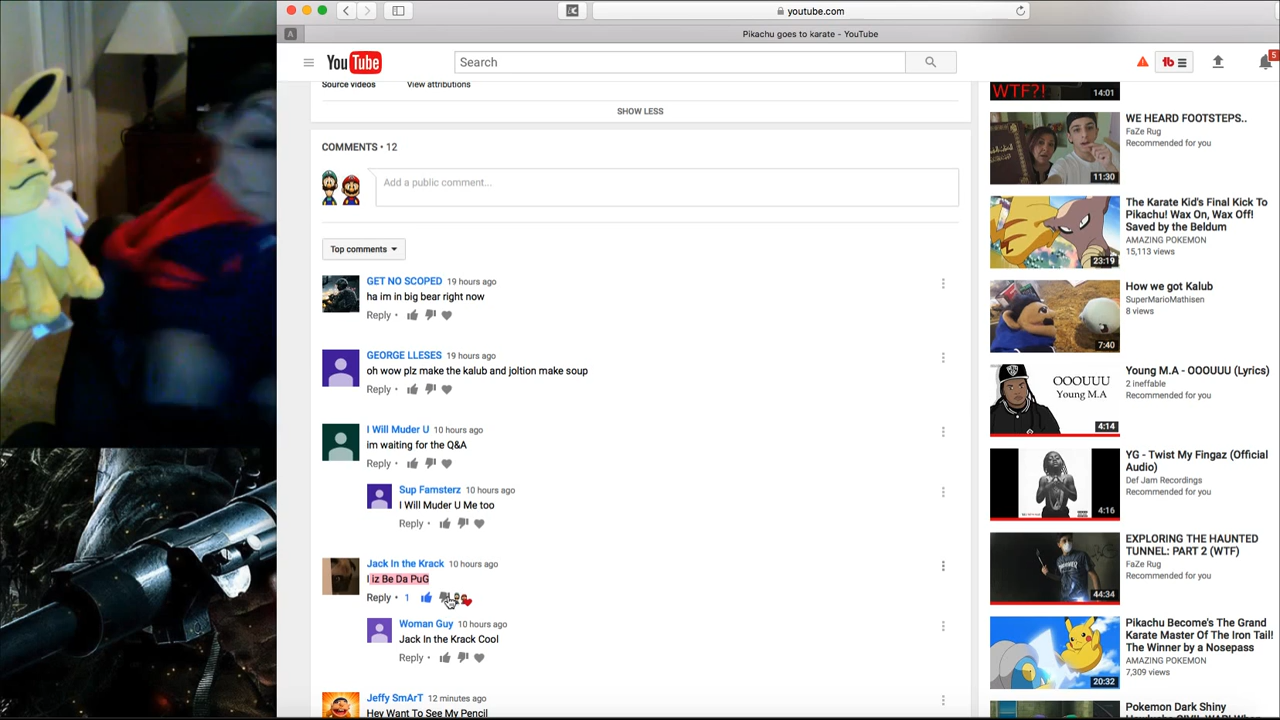 youtube.com
Pikachu goes to karate - YouTube
YouTube
Search
5
Source videos
View attributions
SHOW LESS
COMMENTS • 12
Add a public comment...
Top comments
GET NO SCOPED 19 hours ago
ha im in big bear right now
Reply •
GEORGE LLESES 19 hours ago
oh wow plz make the kalub and joltion make soup
Reply •
I Will Muder U 10 hours ago
im waiting for the Q&A
Reply •
Sup Famsterz 10 hours ago
I Will Muder U Me too
Reply •
Jack In the Krack 10 hours ago
I iz Be Da PuG
Reply • 1
Woman Guy 10 hours ago
Jack In the Krack Cool
Reply •
Jeffy SmArT 12 minutes ago
Hey Want To See My Pencil
WTF?!
14:01
WE HEARD FOOTSTEPS..
FaZe Rug
Recommended for you
11:30
The Karate Kid's Final Kick To
Pikachu! Wax On, Wax Off!
Saved by the Beldum
AMAZING POKEMON
15,113 views
23:19
How we got Kalub
SuperMarioMathisen
8 views
7:40
OOOUUU
Young M.A
4:14
Young M.A - OOOUUU (Lyrics)
2 ineffable
Recommended for you
YG - Twist My Fingaz (Official
Audio)
Def Jam Recordings
Recommended for you
4:16
EXPLORING THE HAUNTED
TUNNEL: PART 2 (WTF)
FaZe Rug
Recommended for you
44:34
Pikachu Become's The Grand
Karate Master Of The Iron Tail!
The Winner by a Nosepass
AMAZING POKEMON
7,309 views
20:32
Pokemon Dark Shiny